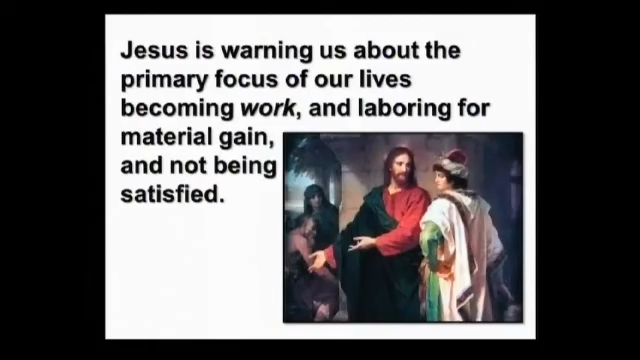 Jesus is warning us about the
primary focus of our lives
becoming work, and laboring for
material gain,
and not being
satisfied.